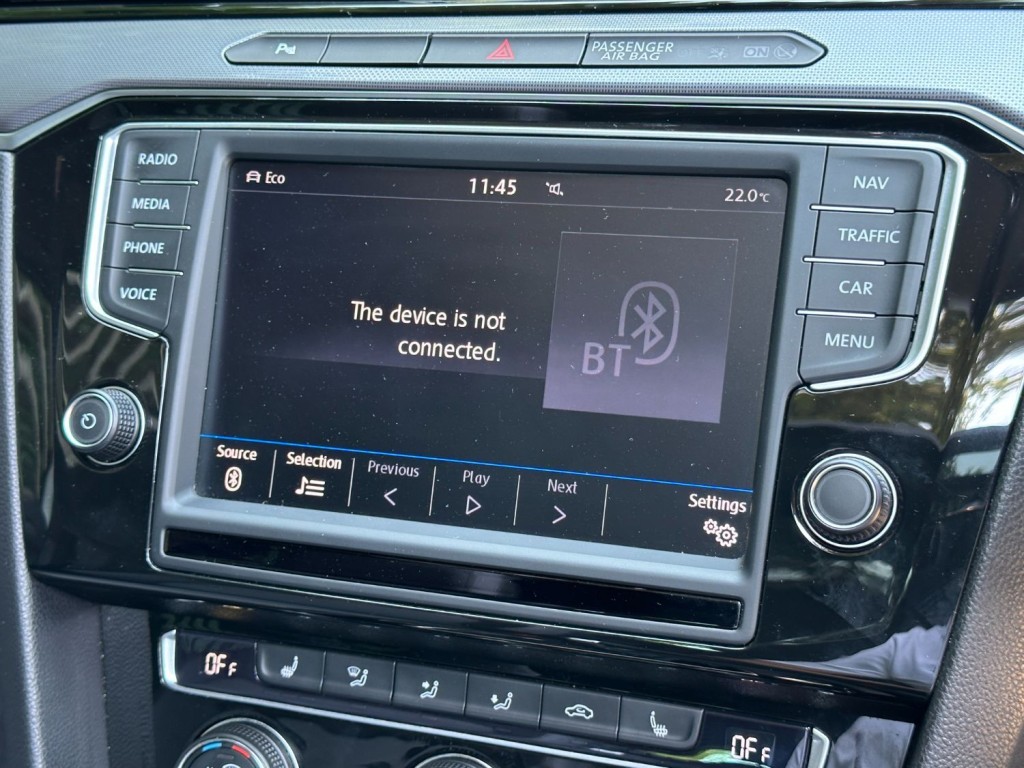 P
PASSENGER
AIR BAG
ON
RADIO
MEDIA
PHONE
VOICE
Eco
11:45
22.0°C
The device is not
connected.
BT
Source
Selection
Previous
Play
Next
Settings
NAV
TRAFFIC
CAR
MENU
OFF
OFF